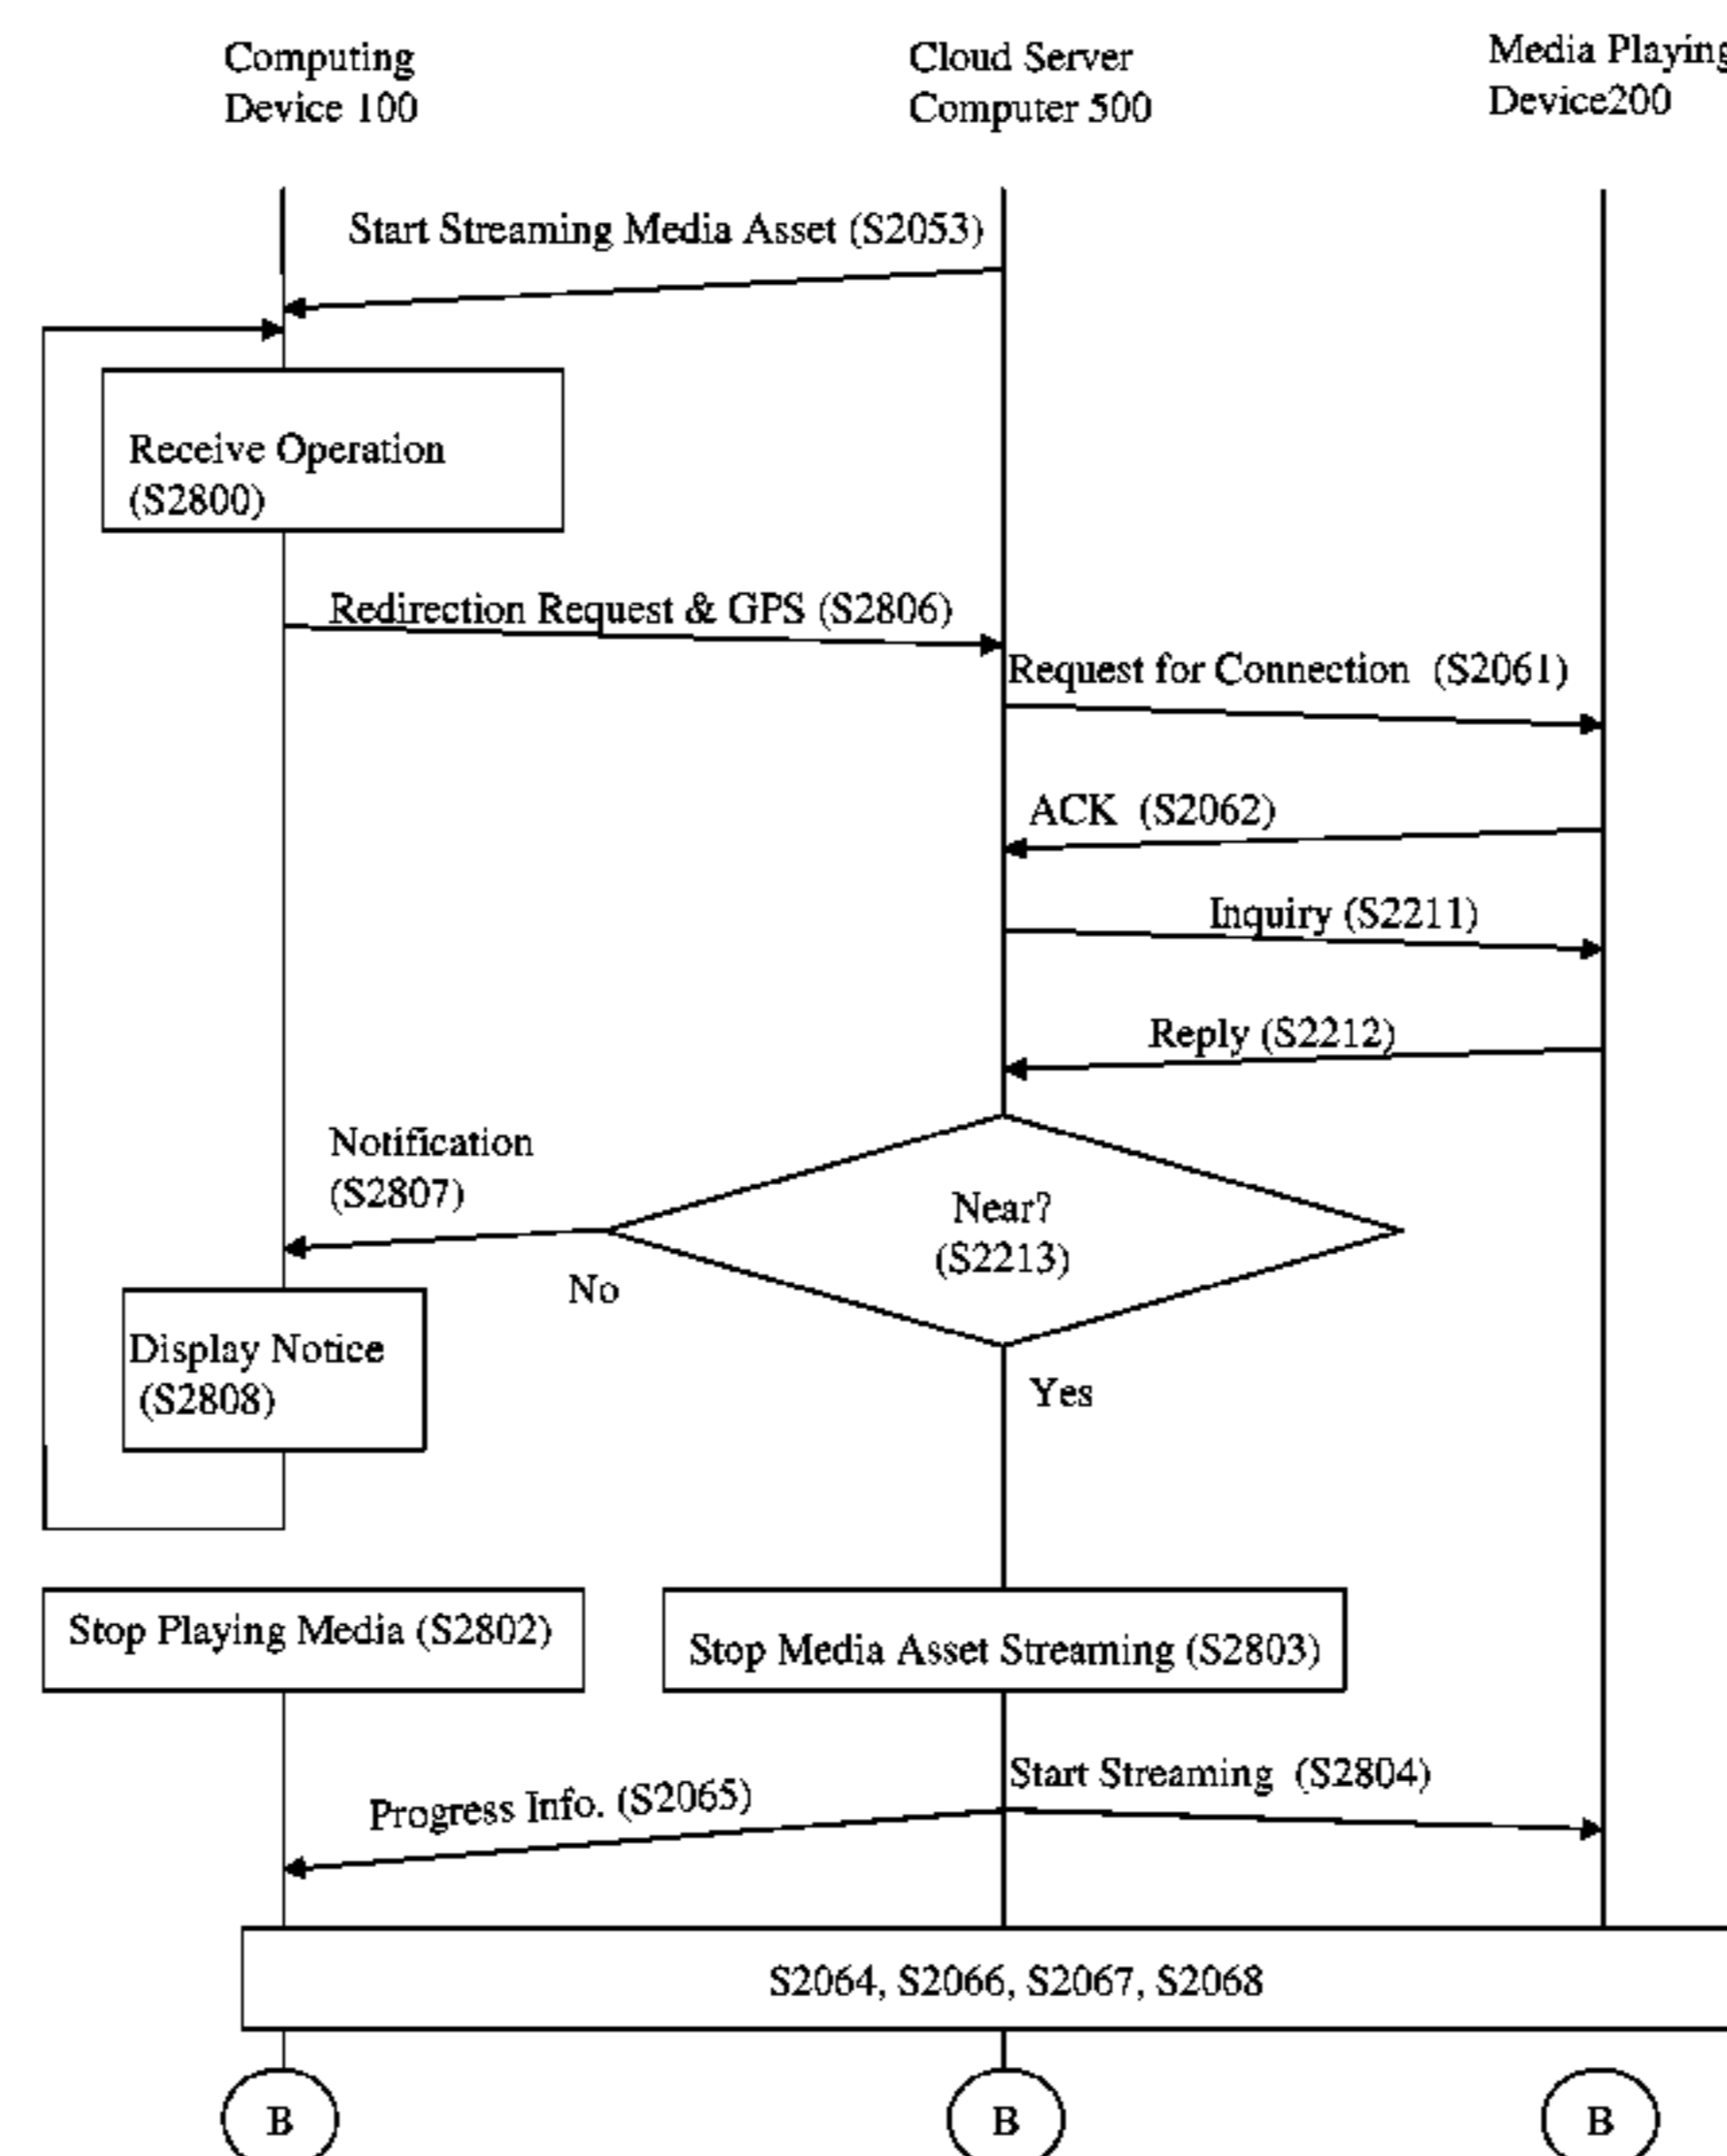 Computing
Device 100
Cloud Server
Computer 500
Media Playing
Device200
Start Streaming Media Asset (S2053)
Receive Operation
(S2800)
Redirection Request & GPS (S2806)
Request for Connection (S2061)
ACK (S2062)
Inquiry (S2211)
Reply (S2212)
Notification
(S2807)
Near?
(S2213)
No
Display Notice
(S2808)
Yes
Stop Playing Media (S2802)
Stop Media Asset Streaming (S2803)
Start Streaming (S2804)
Progress Info. (S2065)
S2064, S2066, S2067, S2068
B
B
B